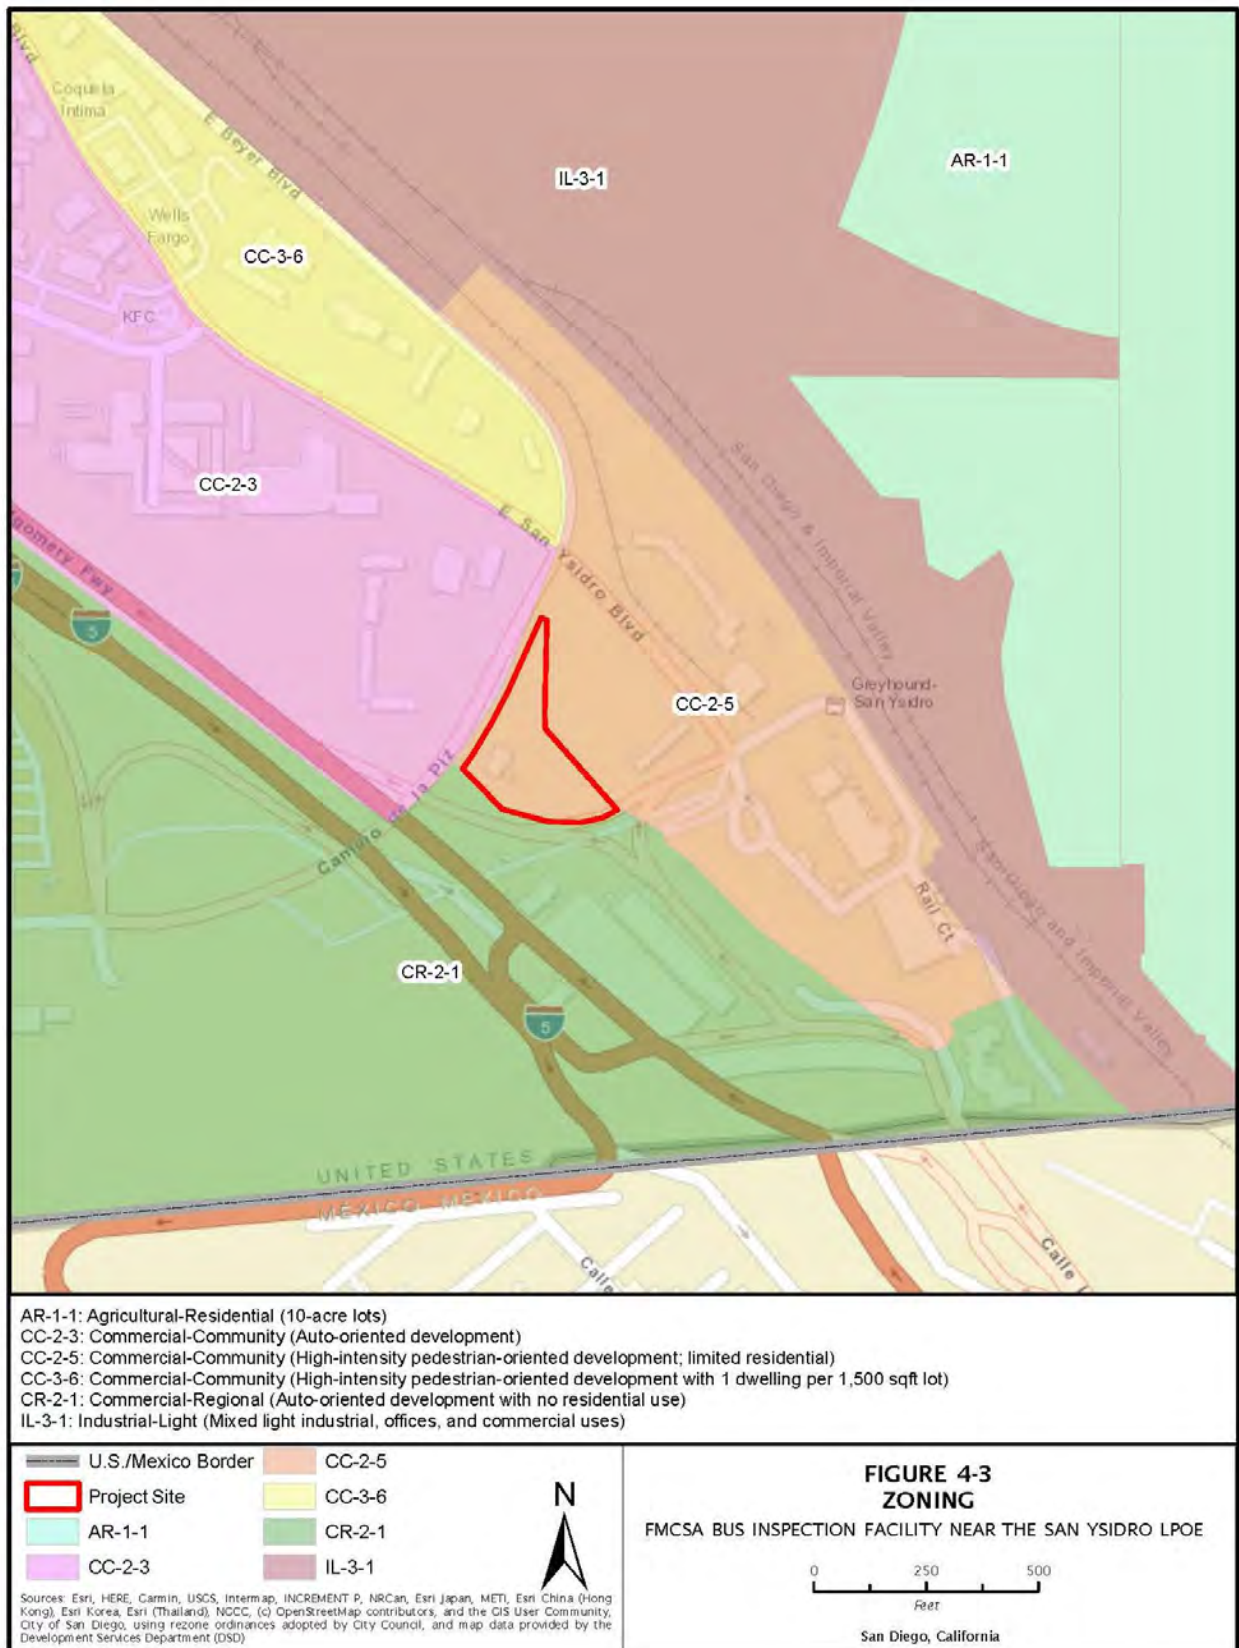 Blvd
Coquela
Intima
E Beyer Blvd
IL-3-1
AR-1-1
Wells
Fargo
CC-3-6
KFC
CC-2-3
E San Ysidro Blvd
San Diego & Imperial Valley
gomery Fwy
5
Greyhound-
San Ysidro
CC-2-5
Camino de la Plz
Rail Ct
San Diego and Imperial Valley
CR-2-1
5
UNITED STATES
MÉXICO MEXICO
Calle
Calle
AR-1-1: Agricultural-Residential (10-acre lots)
CC-2-3: Commercial-Community (Auto-oriented development)
CC-2-5: Commercial-Community (High-intensity pedestrian-oriented development; limited residential)
CC-3-6: Commercial-Community (High-intensity pedestrian-oriented development with 1 dwelling per 1,500 sqft lot)
CR-2-1: Commercial-Regional (Auto-oriented development with no residential use)
IL-3-1: Industrial-Light (Mixed light industrial, offices, and commercial uses)
U.S./Mexico Border
Project Site
AR-1-1
CC-2-3
CC-2-5
CC-3-6
CR-2-1
IL-3-1
N
Sources: Esri, HERE, Garmin, USGS, Intermap, INCREMENT P, NRCan, Esri Japan, METI, Esri China (Hong
Kong), Esri Korea, Esri (Thailand), NGCC, (c) OpenStreetMap contributors, and the GIS User Community,
City of San Diego, using rezone ordinances adopted by City Council, and map data provided by the
Development Services Department (DSD)
FIGURE 4-3
ZONING
FMCSA BUS INSPECTION FACILITY NEAR THE SAN YSIDRO LPOE
0 250 500
Feet
San Diego, California